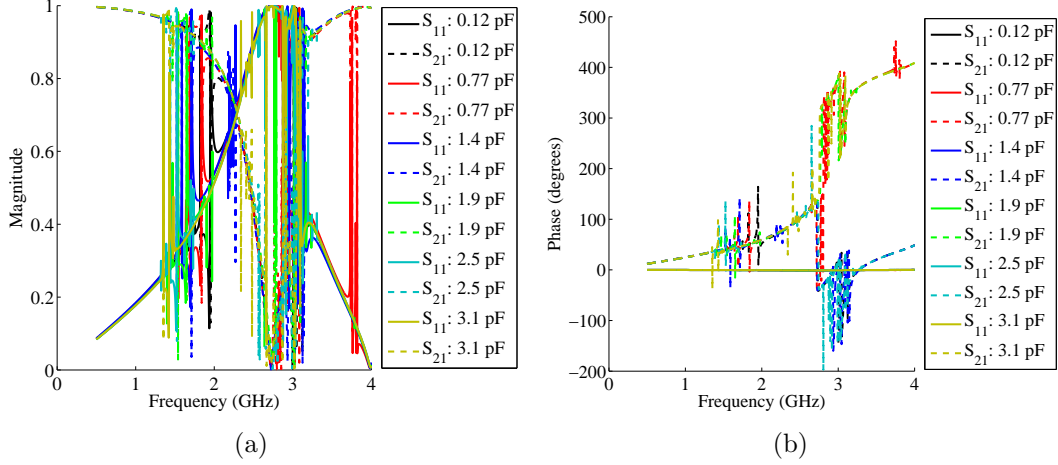 1
0.8
0.6
0.4
0.2
0
Magnitude
0 1 2 3 4
Frequency (GHz)
S11: 0.12 pF
S21: 0.12 pF
S11: 0.77 pF
S21: 0.77 pF
S11: 1.4 pF
S21: 1.4 pF
S11: 1.9 pF
S21: 1.9 pF
S11: 2.5 pF
S21: 2.5 pF
S11: 3.1 pF
S21: 3.1 pF
(a)
500
400
300
200
100
0
−100
−200
Phase (degrees)
0 1 2 3 4
Frequency (GHz)
S11: 0.12 pF
S21: 0.12 pF
S11: 0.77 pF
S21: 0.77 pF
S11: 1.4 pF
S21: 1.4 pF
S11: 1.9 pF
S21: 1.9 pF
S11: 2.5 pF
S21: 2.5 pF
S11: 3.1 pF
S21: 3.1 pF
(b)